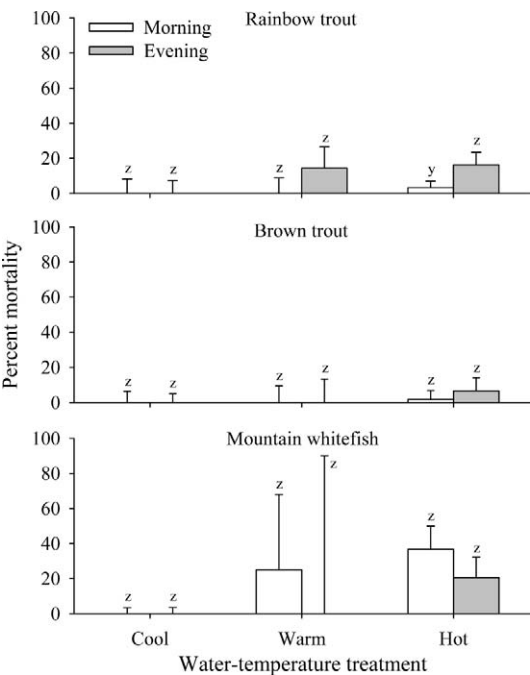 Rainbow trout
Morning
Evening
100
80
60
40
20
0
z z z z y z
Brown trout
100
80
60
40
20
0
z z z z z z
Mountain whitefish
100
80
60
40
20
0
z z z z z z
Percent mortality
Cool Warm Hot
Water-temperature treatment